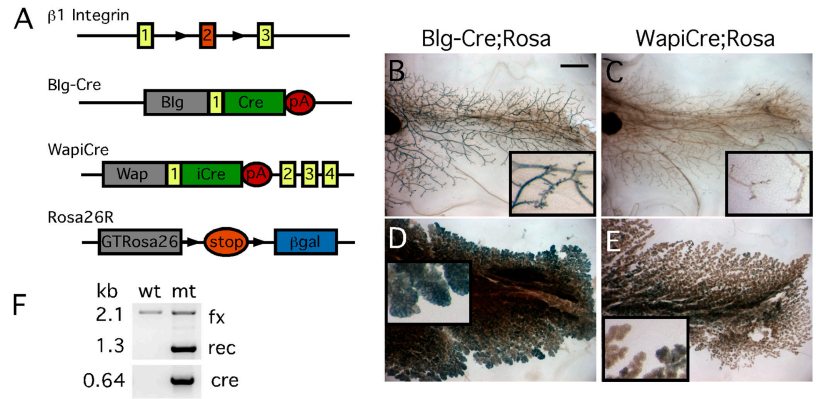 A
β1 Integrin
1 2 3
Blg-Cre
Blg 1 Cre pA
WapiCre
Wap 1 iCre pA 2 3 4
Rosa26R
GTRosa26 stop βgal
Blg-Cre;Rosa WapiCre;Rosa
B C
D E
F
kb wt mt
2.1 fx
1.3 rec
0.64 cre